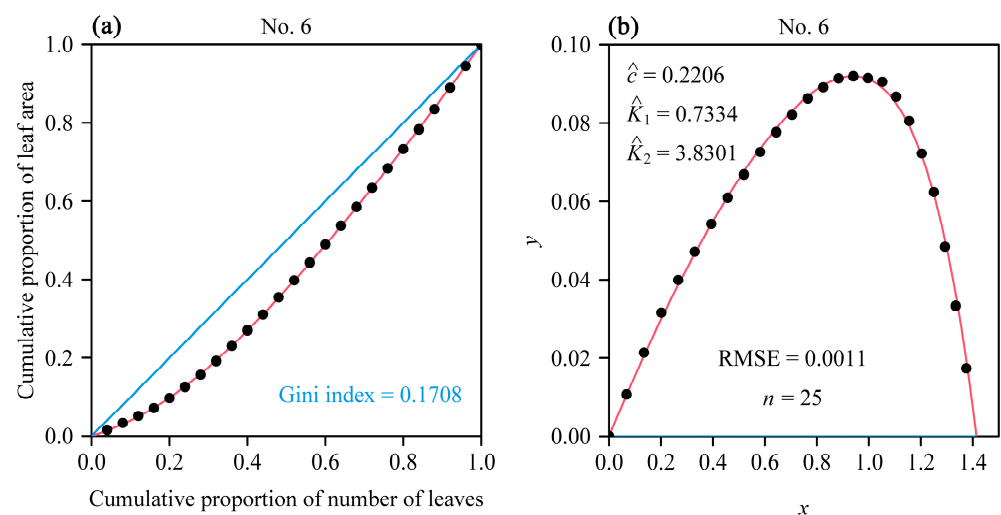 (a)
No. 6
Cumulative proportion of leaf area
1.0
0.8
0.6
0.4
0.2
0.0
Gini index = 0.1708
0.0 0.2 0.4 0.6 0.8 1.0
Cumulative proportion of number of leaves
(b)
No. 6
y
0.10
0.08
0.06
0.04
0.02
0.00
ĉ = 0.2206
K̂₁ = 0.7334
K̂₂ = 3.8301
RMSE = 0.0011
n = 25
0.0 0.2 0.4 0.6 0.8 1.0 1.2 1.4
x